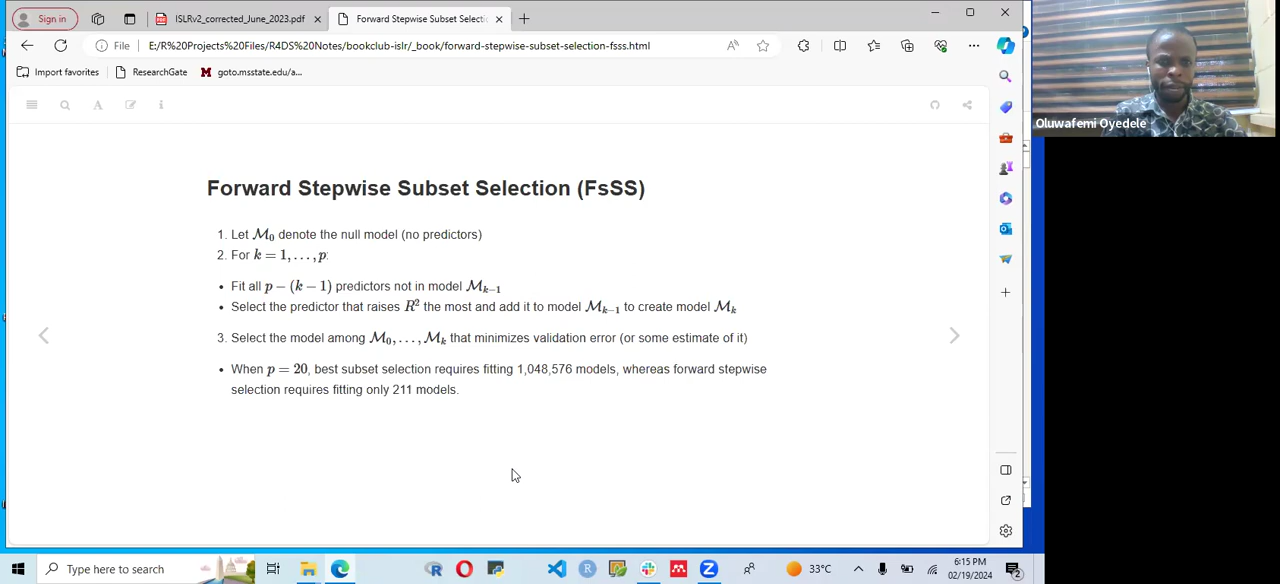 Sign in
ISLRv2_corrected_June_2023.pdf
Forward Stepwise Subset Selectio
File
E:/R%20Projects%20Files/R4DS%20Notes/bookclub-islr/_book/forward-stepwise-subset-selection-fsss.html
Import favorites
ResearchGate
goto.msstate.edu/a...
Oluwafemi Oyedele
Forward Stepwise Subset Selection (FsSS)
1. Let M₀ denote the null model (no predictors)
2. For k = 1, . . . , p:
• Fit all p − (k − 1) predictors not in model Mₖ₋₁
• Select the predictor that raises R² the most and add it to model Mₖ₋₁ to create model Mₖ
3. Select the model among M₀, . . . , Mₖ that minimizes validation error (or some estimate of it)
• When p = 20, best subset selection requires fitting 1,048,576 models, whereas forward stepwise
selection requires fitting only 211 models.
Type here to search
33°C
6:15 PM
02/19/2024
2